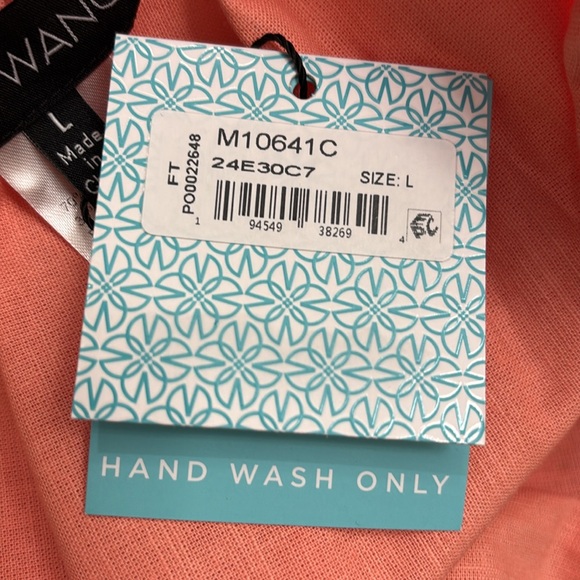 WANG
L
Made
in
M10641C
24E30C7
SIZE: L
FT
PO0022648
1 94549 38269 4
HAND WASH ONLY